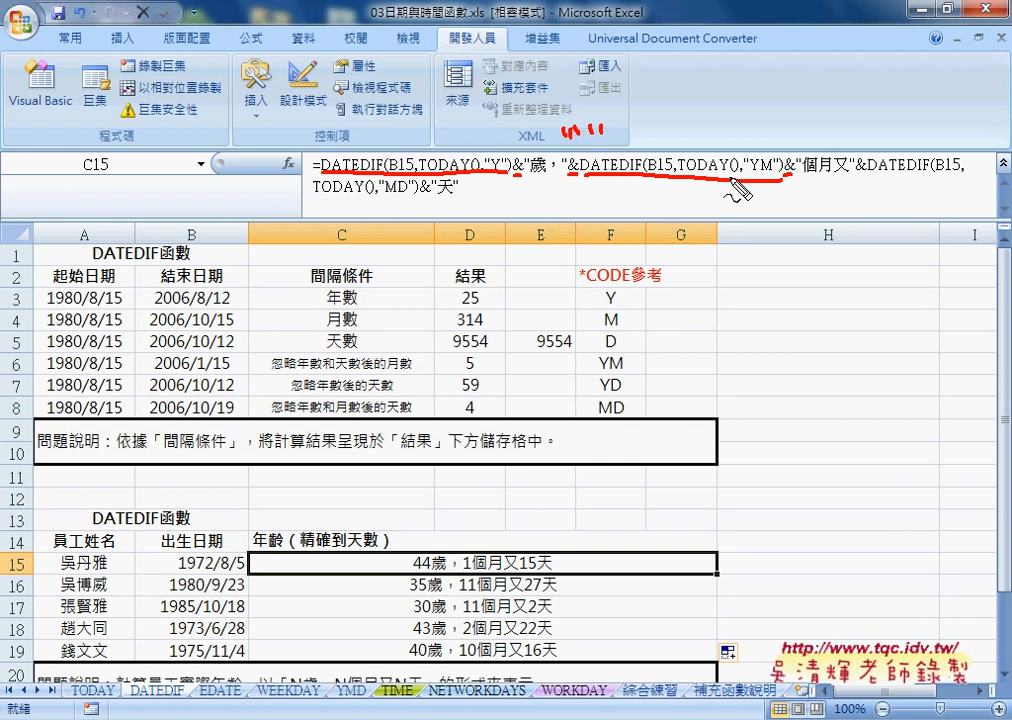 03日期與時間函數.xls [相容模式] - Microsoft Excel
常用 插入 版面配置 公式 資料 校閱 檢視 開發人員 增益集 Universal Document Converter
Visual Basic 巨集 錄製巨集 以相對位置錄製 巨集安全性 程式碼
插入 設計模式 屬性 檢視程式碼 執行對話方塊 控制項
來源 對應內容 擴充套件 重新整理資料 匯入 匯出 XML
C15 fx =DATEDIF(B15,TODAY(),"Y")&"歲，"&DATEDIF(B15,TODAY(),"YM")&"個月又"&DATEDIF(B15,
TODAY(),"MD")&"天"
A B C D E F G H I
1 DATEDIF函數
2 起始日期 結束日期 間隔條件 結果 *CODE參考
3 1980/8/15 2006/8/12 年數 25 Y
4 1980/8/15 2006/10/15 月數 314 M
5 1980/8/15 2006/10/12 天數 9554 9554 D
6 1980/8/15 2006/1/15 忽略年數和天數後的月數 5 YM
7 1980/8/15 2006/10/12 忽略年數後的天數 59 YD
8 1980/8/15 2006/10/19 忽略年數和月數後的天數 4 MD
9
10 問題說明：依據「間隔條件」，將計算結果呈現於「結果」下方儲存格中。
11
12
13 DATEDIF函數
14 員工姓名 出生日期 年齡（精確到天數）
15 吳丹雅 1972/8/5 44歲，1個月又15天
16 吳博威 1980/9/23 35歲，11個月又27天
17 張賢雅 1985/10/18 30歲，11個月又2天
18 趙大同 1973/6/28 43歲，2個月又22天
19 錢文文 1975/11/4 40歲，10個月又16天
20
http://www.tqc.idv.tw/
吳清輝老師錄製
TODAY DATEDIF EDATE WEEKDAY YMD TIME NETWORKDAYS WORKDAY 綜合練習 補充函數說明
就緒 100%